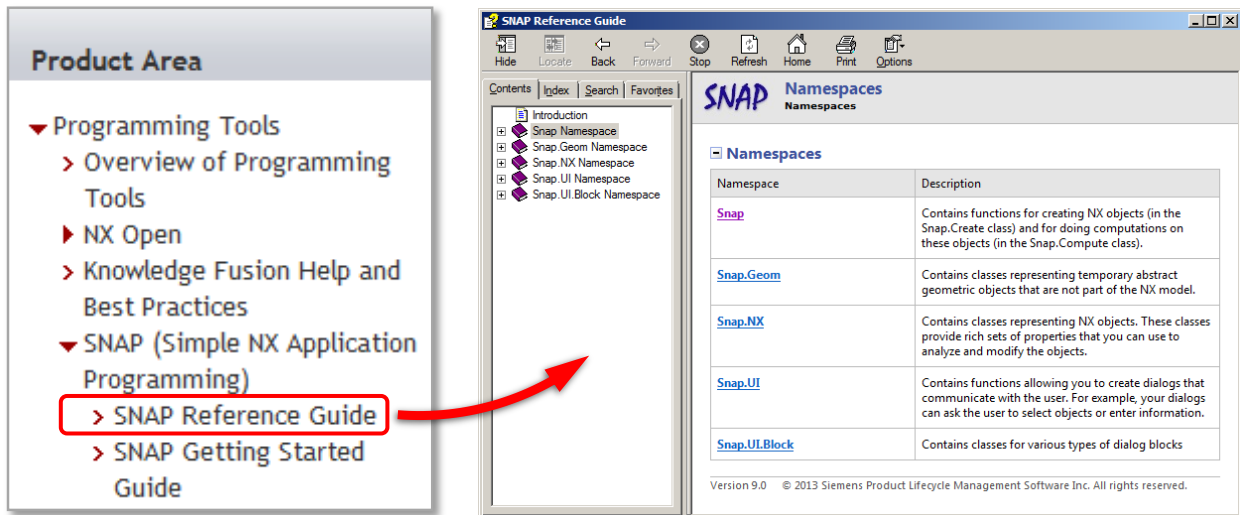 Product Area
Programming Tools
Overview of Programming
Tools
NX Open
Knowledge Fusion Help and
Best Practices
SNAP (Simple NX Application
Programming)
SNAP Reference Guide
SNAP Getting Started
Guide
SNAP Reference Guide
Hide Locate Back Forward Stop Refresh Home Print Options
Contents Index Search Favorites
Introduction
Snap Namespace
Snap.Geom Namespace
Snap.NX Namespace
Snap.UI Namespace
Snap.UI.Block Namespace
SNAP Namespaces
Namespaces
Namespaces
Namespace Description
Snap Contains functions for creating NX objects (in the
Snap.Create class) and for doing computations on
these objects (in the Snap.Compute class).
Snap.Geom Contains classes representing temporary abstract
geometric objects that are not part of the NX model.
Snap.NX Contains classes representing NX objects. These classes
provide rich sets of properties that you can use to
analyze and modify the objects.
Snap.UI Contains functions allowing you to create dialogs that
communicate with the user. For example, your dialogs
can ask the user to select objects or enter information.
Snap.UI.Block Contains classes for various types of dialog blocks
Version 9.0 © 2013 Siemens Product Lifecycle Management Software Inc. All rights reserved.